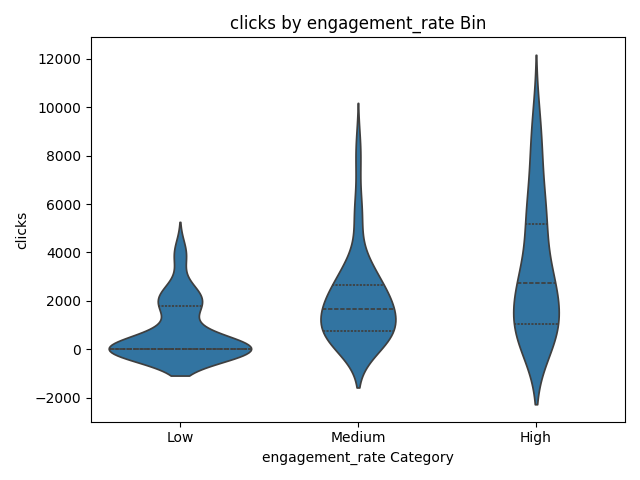 clicks by engagement_rate Bin
12000
10000
8000
6000
4000
2000
0
−2000
clicks
Low
Medium
High
engagement_rate Category